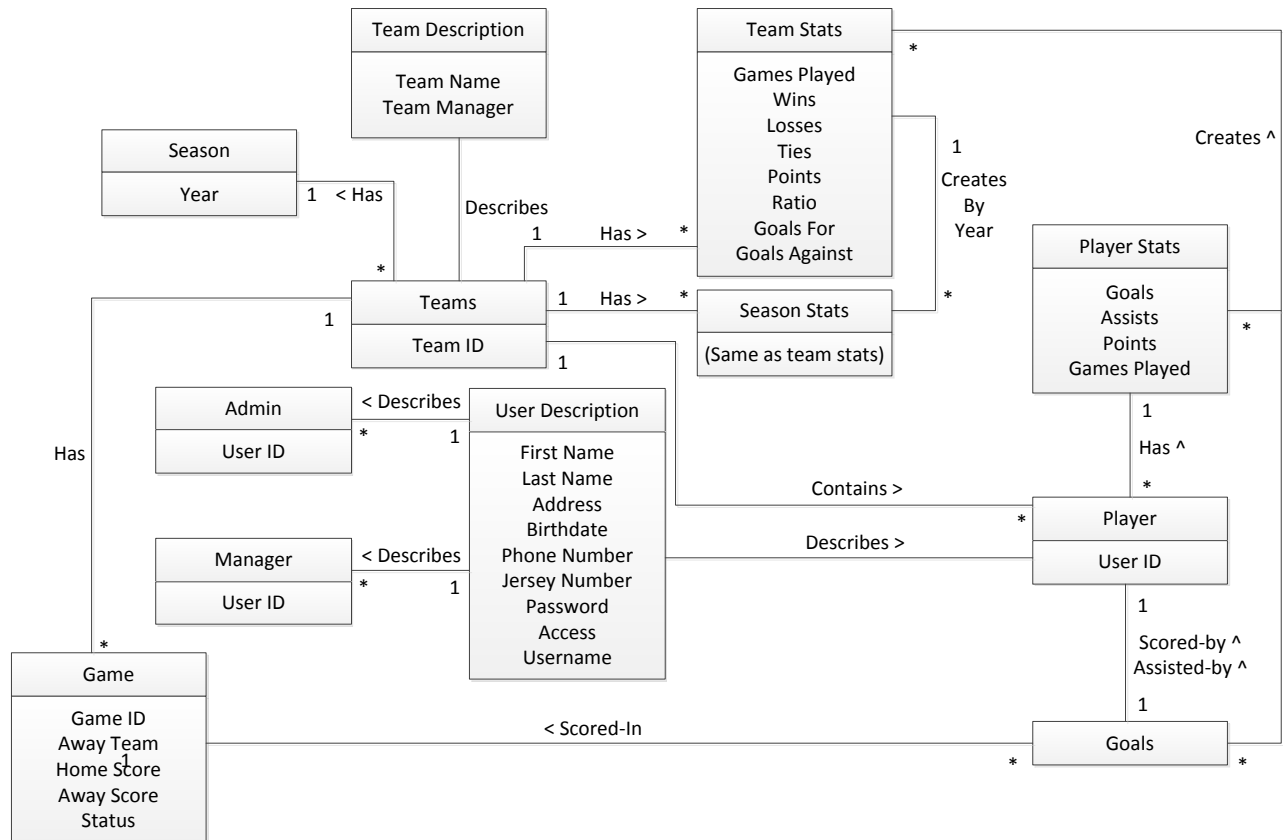 Team Description
Team Name
Team Manager
Team Stats
Games Played
Wins
Losses
Ties
Points
Ratio
Goals For
Goals Against
*
Creates ^
1
Creates
By
Year
*
Season
Year
1 < Has
*
Describes
1 Has > *
Teams
Team ID
1
1 Has > *
1
Season Stats
(Same as team stats)
Player Stats
Goals
Assists
Points
Games Played
*
1
Has ^
*
Admin
User ID
< Describes
* 1
User Description
First Name
Last Name
Address
Birthdate
Phone Number
Jersey Number
Password
Access
Username
Has
Manager
User ID
< Describes
* 1
Contains >
*
Describes >
Player
User ID
1
Scored-by ^
Assisted-by ^
1
*
Game
Game ID
Away Team
Home Score
1
Away Score
Status
< Scored-In
*
Goals
*